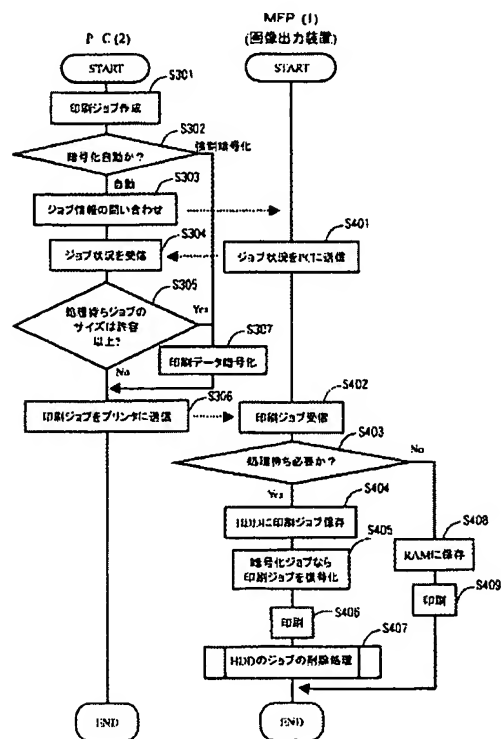 PC(2)
START
S301
印刷ジョブ作成
S302
暗号化自動か?
強制暗号化
自動
S303
ジョブ情報の問い合わせ
S304
ジョブ状況を受信
S305
処理待ちジョブの
サイズは許容
以上?
Yes
No
S307
印刷データ暗号化
S306
印刷ジョブをプリンタに送信
END
MFP (1)
(画像出力装置)
START
S401
ジョブ状況をPCに送信
S402
印刷ジョブ受信
S403
処理待ち必要か?
No
Yes
S404
HDDに印刷ジョブ保存
S405
暗号化ジョブなら
印刷ジョブを復号化
S406
印刷
S407
HDDのジョブの削除処理
S408
RAMに保存
S409
印刷
END